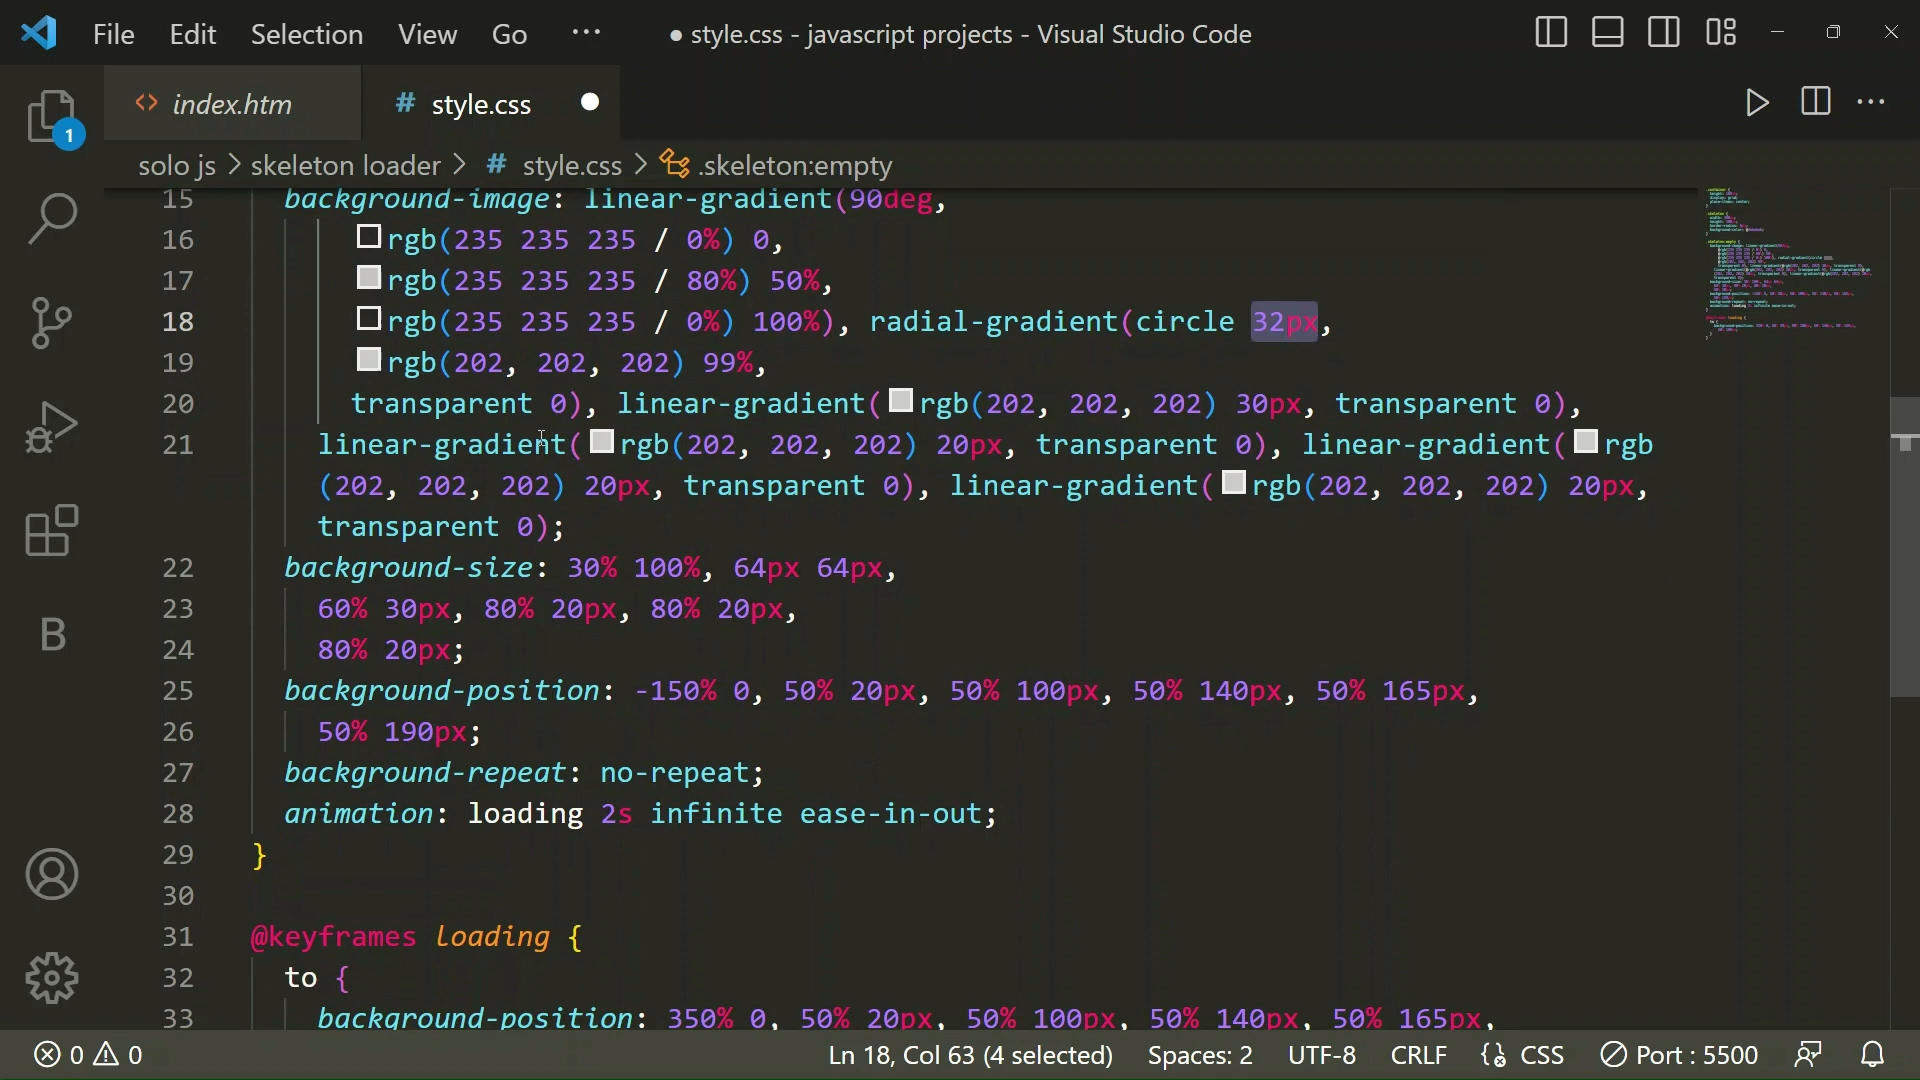 File Edit Selection View Go ··· ● style.css - javascript projects - Visual Studio Code
<> index.htm # style.css ●
1
solo js > skeleton loader > # style.css > .skeleton:empty
15 background-image: linear-gradient(90deg,
16 rgb(235 235 235 / 0%) 0,
17 rgb(235 235 235 / 80%) 50%,
18 rgb(235 235 235 / 0%) 100%), radial-gradient(circle 32px,
19 rgb(202, 202, 202) 99%,
20 transparent 0), linear-gradient(rgb(202, 202, 202) 30px, transparent 0),
21 linear-gradient(rgb(202, 202, 202) 20px, transparent 0), linear-gradient(rgb
(202, 202, 202) 20px, transparent 0), linear-gradient(rgb(202, 202, 202) 20px,
transparent 0);
22 background-size: 30% 100%, 64px 64px,
23 60% 30px, 80% 20px, 80% 20px,
24 80% 20px;
25 background-position: -150% 0, 50% 20px, 50% 100px, 50% 140px, 50% 165px,
26 50% 190px;
27 background-repeat: no-repeat;
28 animation: loading 2s infinite ease-in-out;
29 }
30
31 @keyframes loading {
32 to {
33 background-position: 350% 0, 50% 20px, 50% 100px, 50% 140px, 50% 165px,
B
0 0 Ln 18, Col 63 (4 selected) Spaces: 2 UTF-8 CRLF CSS Port : 5500